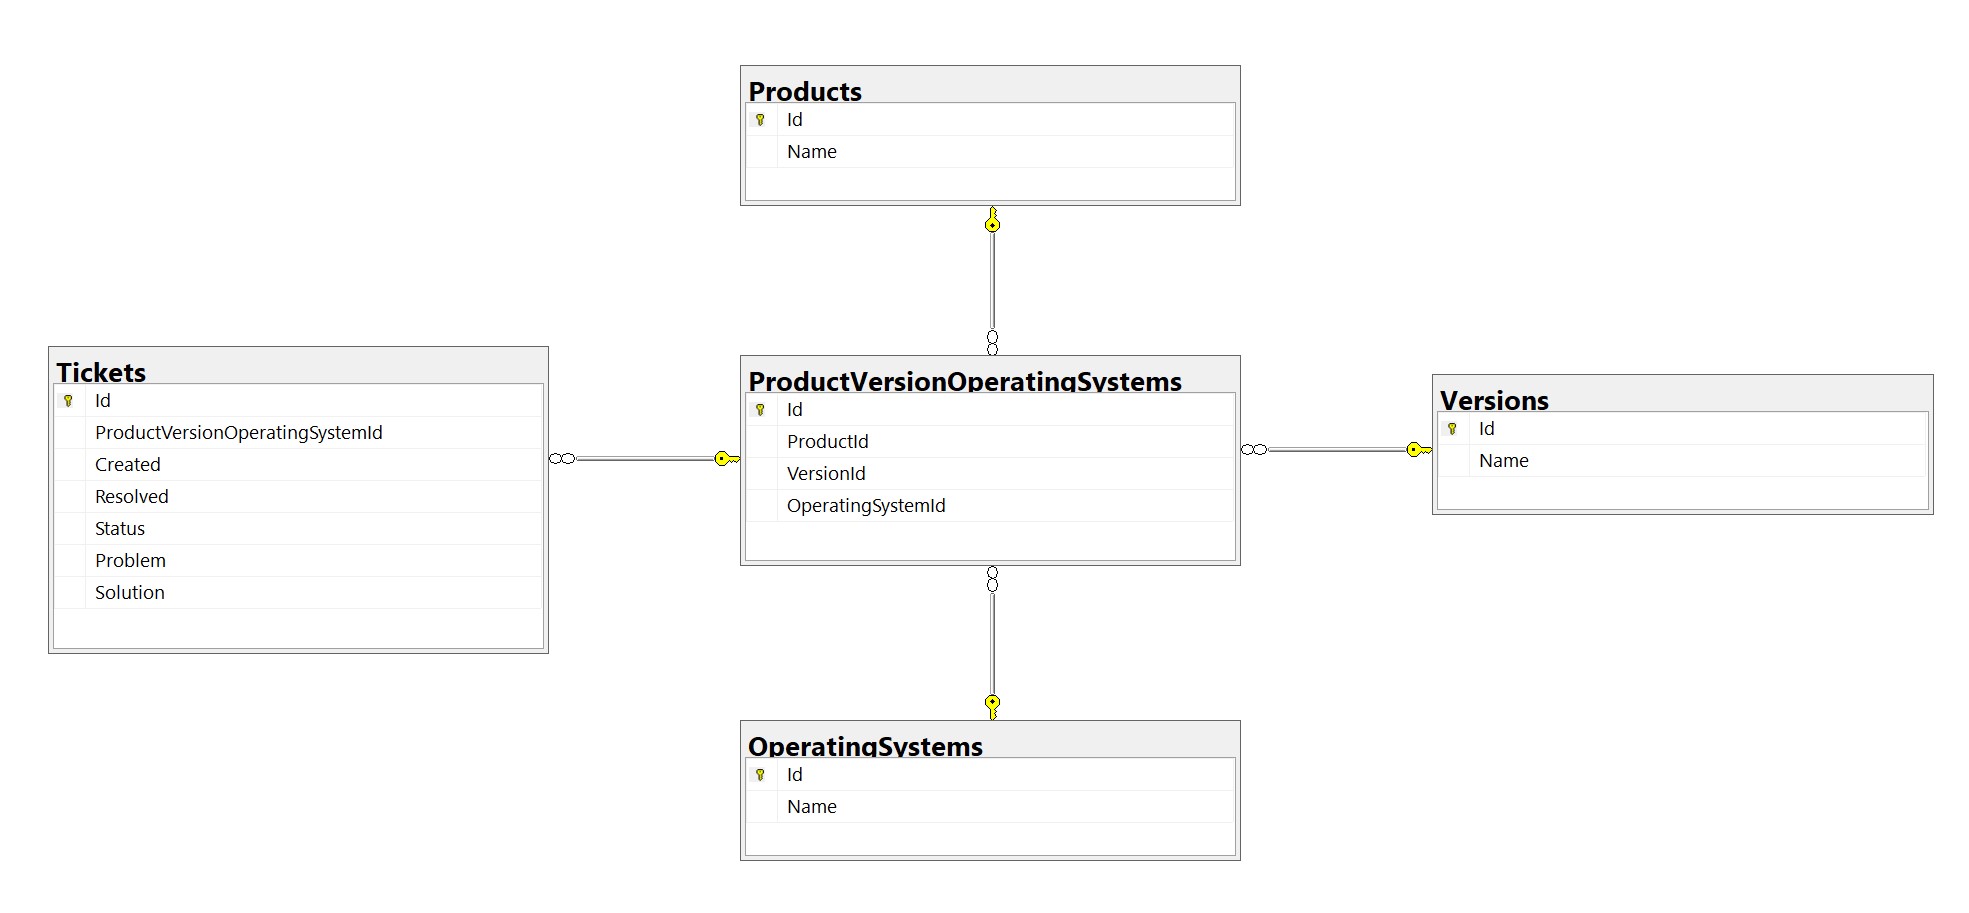 Products
Id
Name
Tickets
Id
ProductVersionOperatingSystemId
Created
Resolved
Status
Problem
Solution
ProductVersionOperatingSystems
Id
ProductId
VersionId
OperatingSystemId
Versions
Id
Name
OperatingSystems
Id
Name